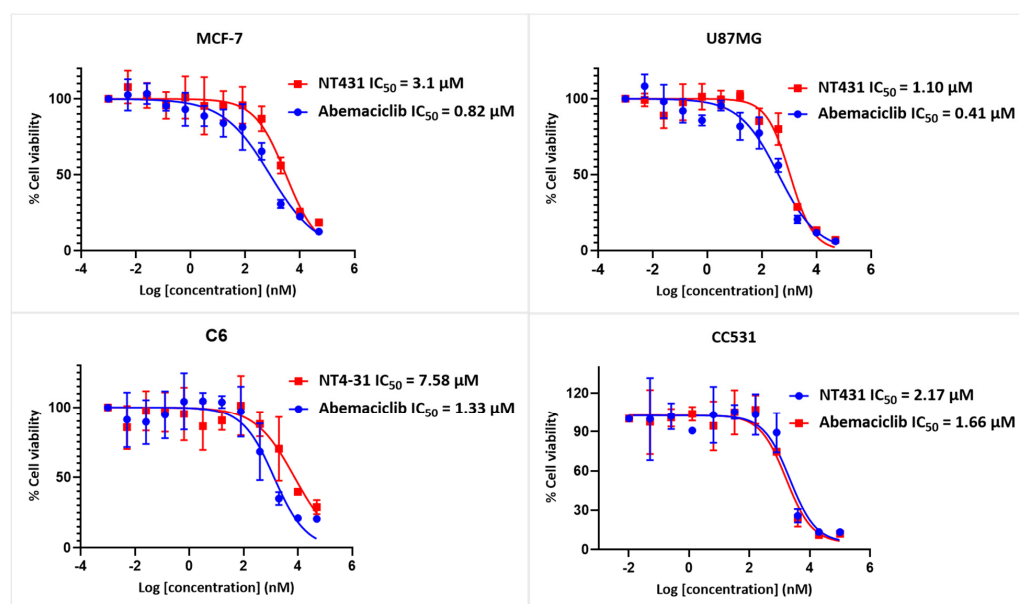 MCF-7
NT431 IC50 = 3.1 µM
Abemaciclib IC50 = 0.82 µM
% Cell viability
100
50
0
-4
-2
0
2
4
6
Log [concentration] (nM)
U87MG
NT431 IC50 = 1.10 µM
Abemaciclib IC50 = 0.41 µM
% Cell viability
100
50
0
-4
-2
0
2
4
6
Log [concentration] (nM)
C6
NT4-31 IC50 = 7.58 µM
Abemaciclib IC50 = 1.33 µM
% Cell viability
100
50
0
-4
-2
0
2
4
6
Log [concentration] (nM)
CC531
NT431 IC50 = 2.17 µM
Abemaciclib IC50 = 1.66 µM
% Cell viability
120
90
60
30
0
-2
0
2
4
6
Log [concentration] (nM)